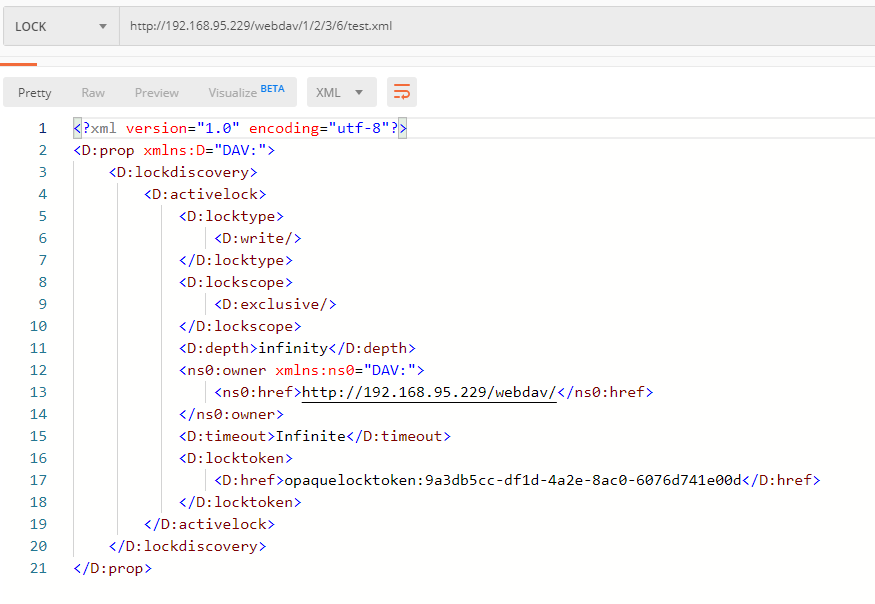 LOCK http://192.168.95.229/webdav/1/2/3/6/test.xml
Pretty Raw Preview Visualize BETA XML
1 <?xml version="1.0" encoding="utf-8"?>
2 <D:prop xmlns:D="DAV:">
3 <D:lockdiscovery>
4 <D:activelock>
5 <D:locktype>
6 <D:write/>
7 </D:locktype>
8 <D:lockscope>
9 <D:exclusive/>
10 </D:lockscope>
11 <D:depth>infinity</D:depth>
12 <ns0:owner xmlns:ns0="DAV:">
13 <ns0:href>http://192.168.95.229/webdav/</ns0:href>
14 </ns0:owner>
15 <D:timeout>Infinite</D:timeout>
16 <D:locktoken>
17 <D:href>opaquelocktoken:9a3db5cc-df1d-4a2e-8ac0-6076d741e00d</D:href>
18 </D:locktoken>
19 </D:activelock>
20 </D:lockdiscovery>
21 </D:prop>